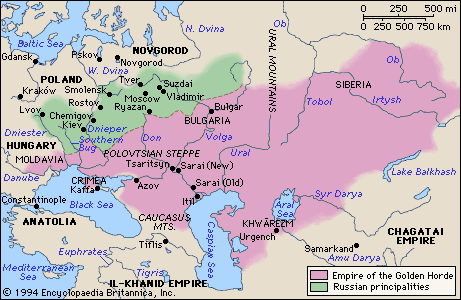 0 250 500 mi
0 250 500 750 km
Baltic Sea
N. Dvina
Ob
NOVGOROD
Pskov
Novgorod
Gdansk
W. Dvina
URAL MOUNTAINS
POLAND
Tver
Suzdal
Ob
SIBERIA
Smolensk
Vladimir
Kraków
Moscow
Irtysh
Rostov
Tobol
Lvov
Ryazan
Bulgar
Chernigov
BULGARIA
Kiev
Dnieper
Dniester
Southern Bug
Don
Volga
HUNGARY
POLOVTSIAN STEPPE
Ural
MOLDAVIA
Tsaritsyn
Sarai (New)
Lake Balkhash
Danube
CRIMEA
Azov
Sarai (Old)
Kaffa
Itil
Syr Darya
Constantinople
Black Sea
Aral Sea
CAUCASUS MTS.
KHWĀREZM
CHAGATAI EMPIRE
ANATOLIA
Urgench
Tiflis
Caspian Sea
Samarkand
Euphrates
Amu Darya
Mediterranean Sea
Tigris
IL-KHANID EMPIRE
Empire of the Golden Horde
Russian principalities
© 1994 Encyclopaedia Britannica, Inc.